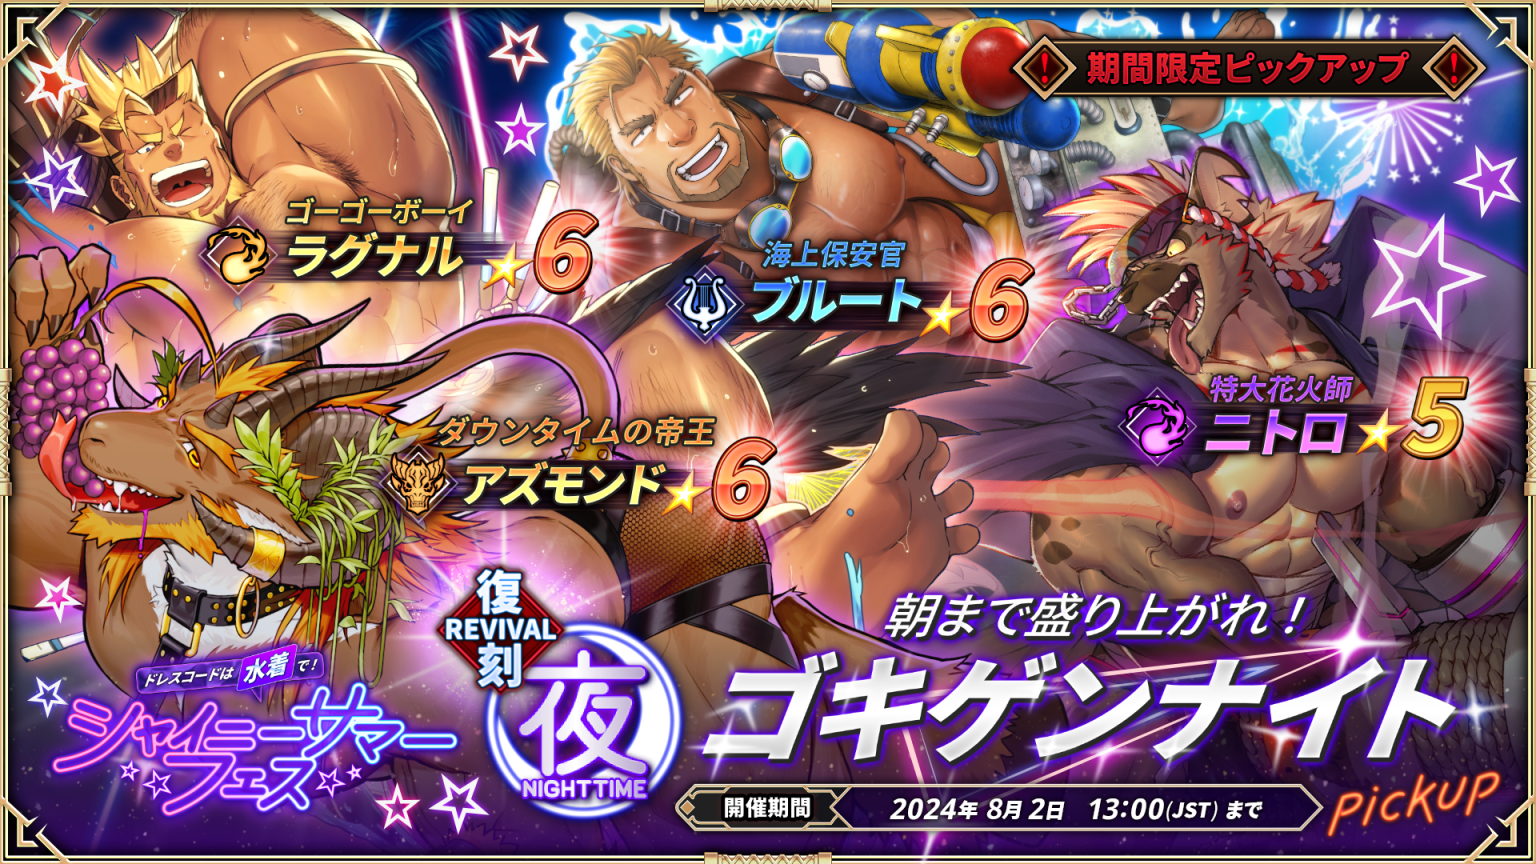 期間限定ピックアップ
ゴーゴーボーイ
ラグナル
6
海上保安官
ブルート
6
特大花火師
ニトロ
5
ダウンタイムの帝王
アズモンド
6
復
REVIVAL
刻
夜
NIGHT TIME
ドレスコードは水着で!
シャイニーサマー
フェス
朝まで盛り上がれ!
ゴキゲンナイト
PICKUP
開催期間
2024年 8月 2日 13:00(JST) まで